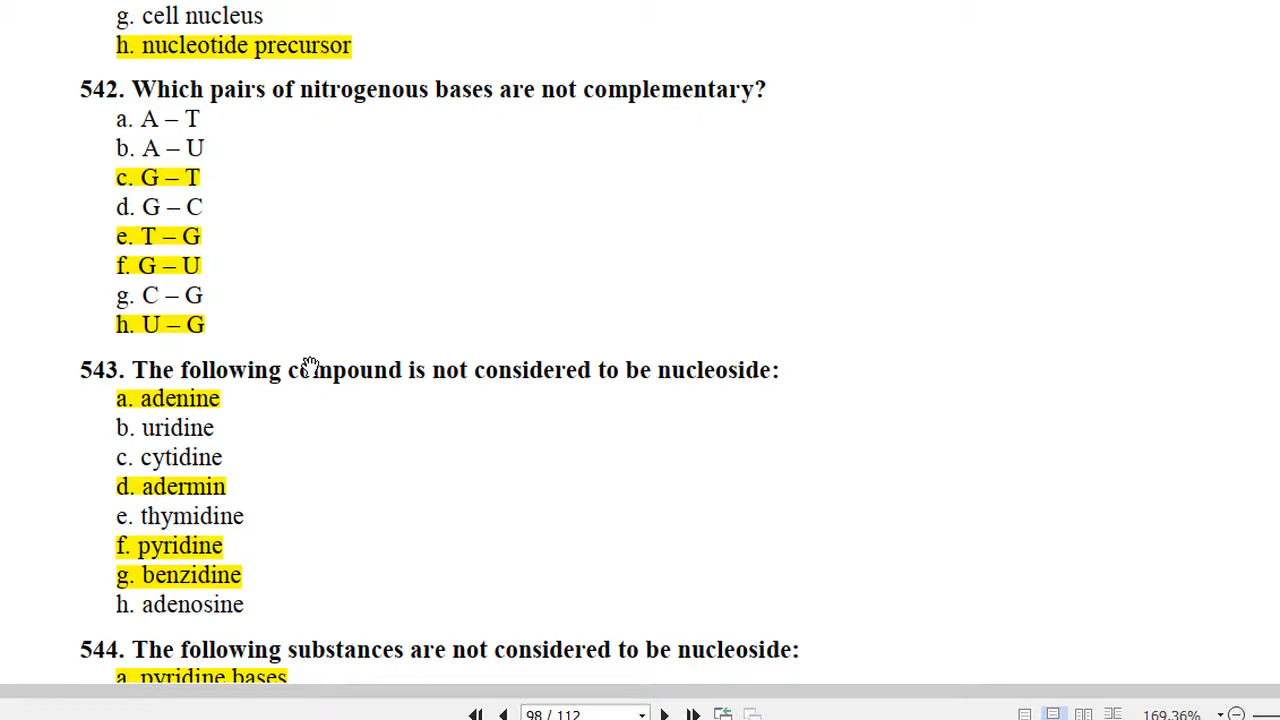 g. cell nucleus
h. nucleotide precursor
542. Which pairs of nitrogenous bases are not complementary?
a. A – T
b. A – U
c. G – T
d. G – C
e. T – G
f. G – U
g. C – G
h. U – G
543. The following compound is not considered to be nucleoside:
a. adenine
b. uridine
c. cytidine
d. adermin
e. thymidine
f. pyridine
g. benzidine
h. adenosine
544. The following substances are not considered to be nucleoside:
a. pyridine bases
98 / 112
169.36%